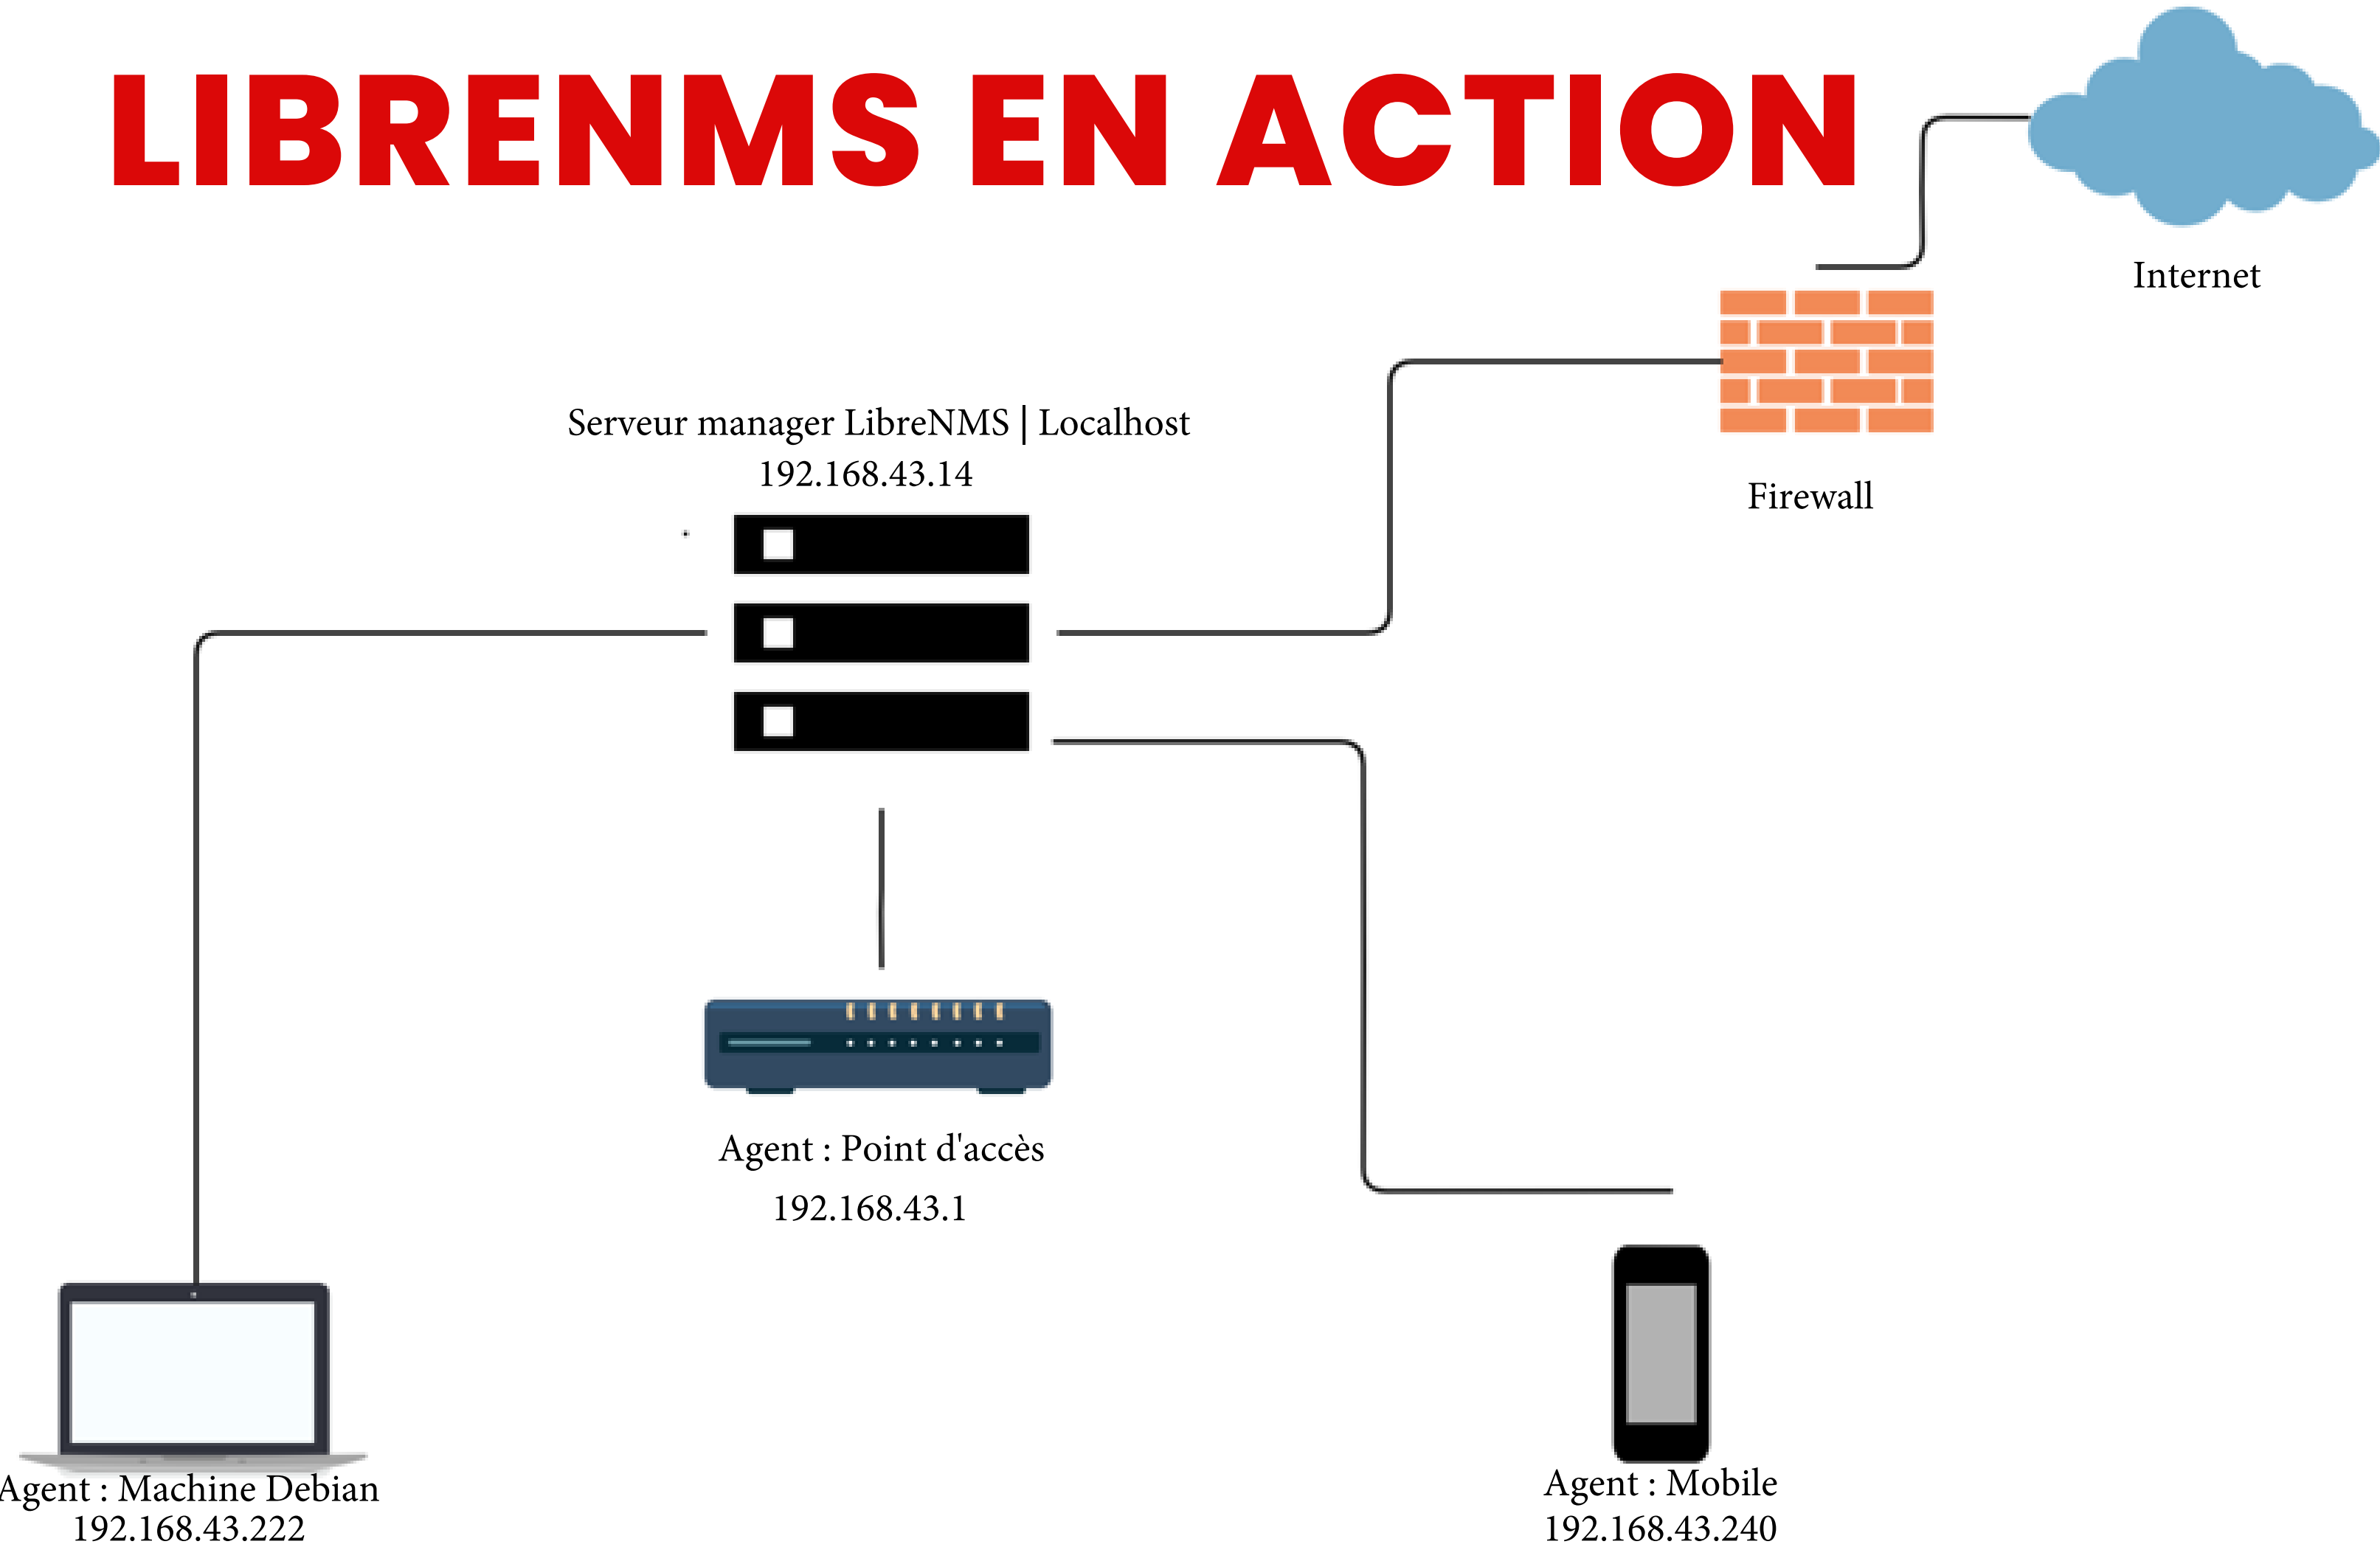 LIBRENMS EN ACTION
Internet
Firewall
Serveur manager LibreNMS | Localhost
192.168.43.14
Agent : Point d'accès
192.168.43.1
Agent : Machine Debian
192.168.43.222
Agent : Mobile
192.168.43.240